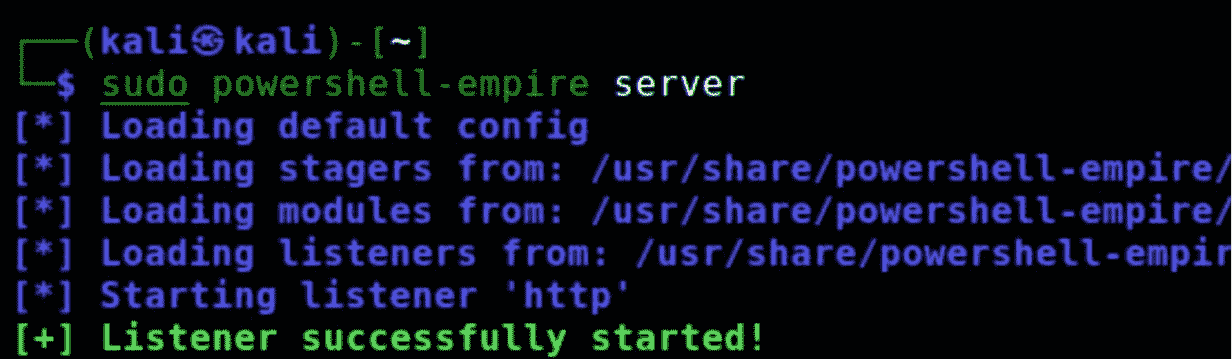 (kali㉿kali)-[~]
$ sudo powershell-empire server
[*] Loading default config
[*] Loading stagers from: /usr/share/powershell-empire/
[*] Loading modules from: /usr/share/powershell-empire/
[*] Loading listeners from: /usr/share/powershell-empir
[*] Starting listener 'http'
[+] Listener successfully started!